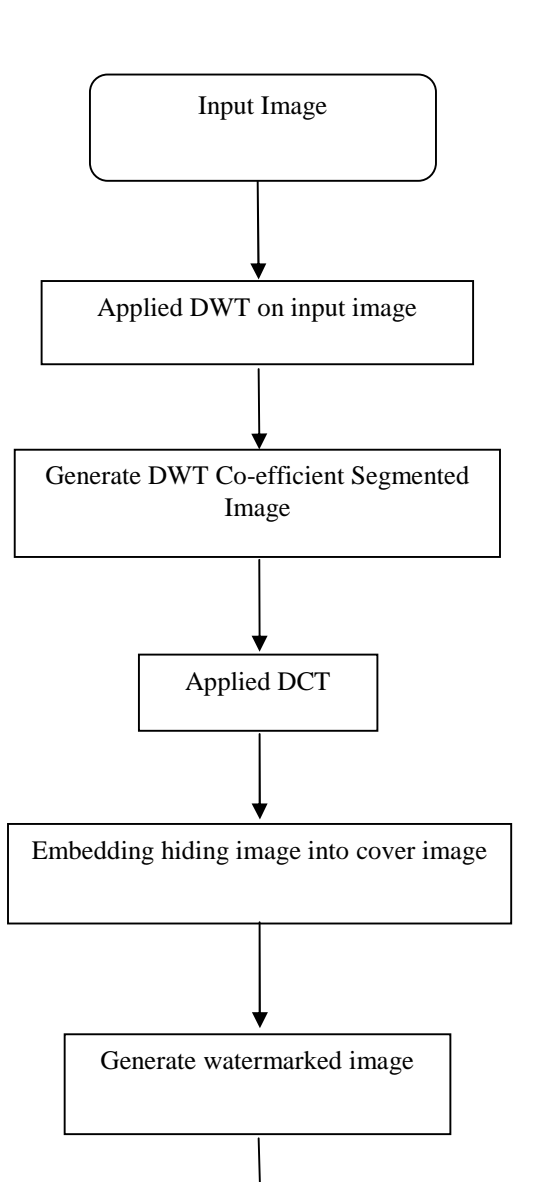 Input Image
Applied DWT on input image
Generate DWT Co-efficient Segmented
Image
Applied DCT
Embedding hiding image into cover image
Generate watermarked image